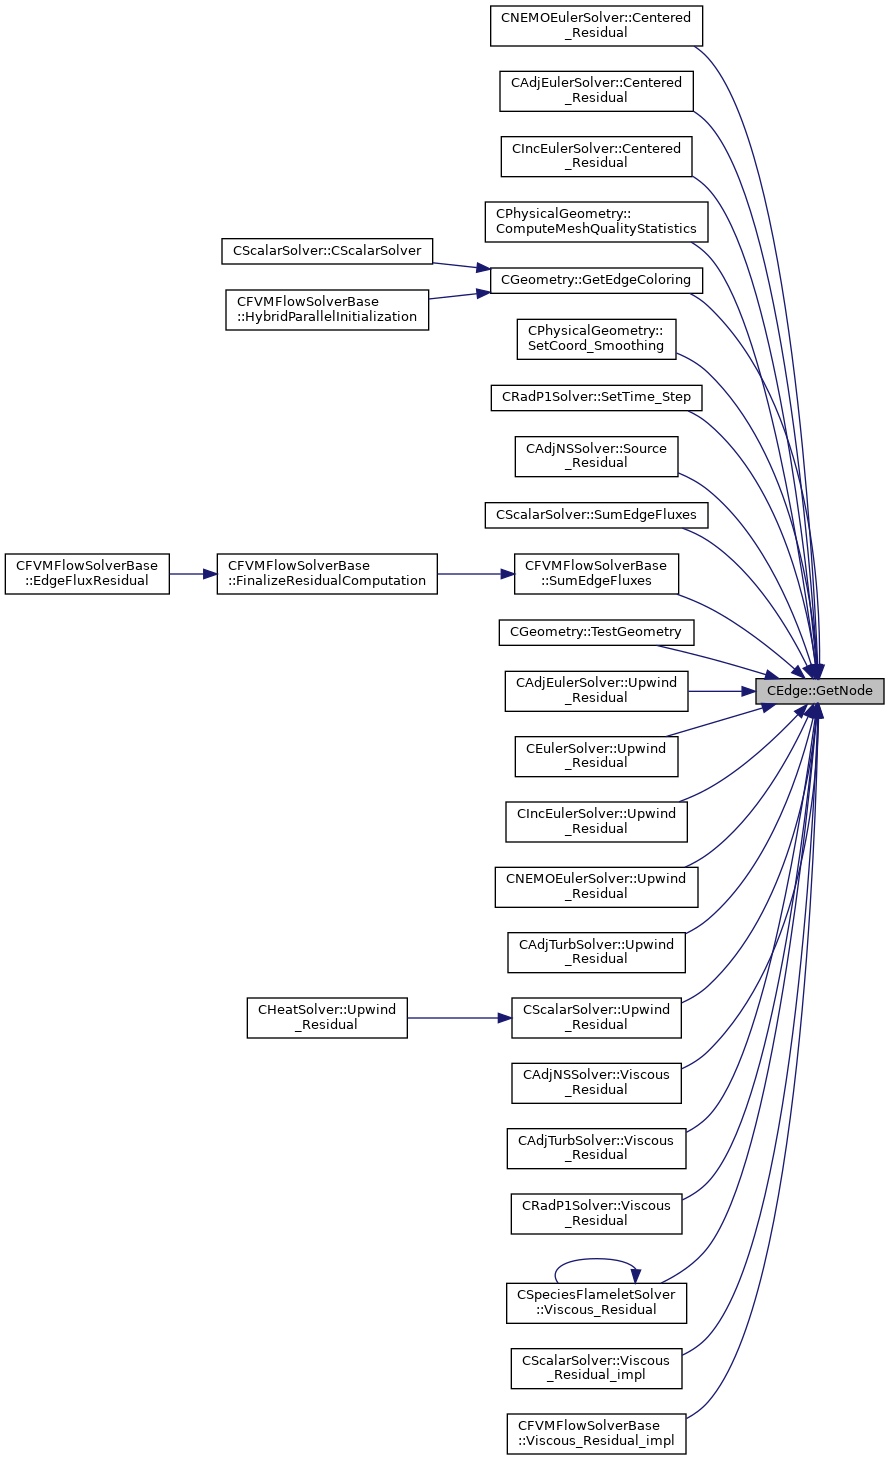 CNEMOEulerSolver::Centered
_Residual
CAdjEulerSolver::Centered
_Residual
CIncEulerSolver::Centered
_Residual
CPhysicalGeometry::
ComputeMeshQualityStatistics
CScalarSolver::CScalarSolver
CGeometry::GetEdgeColoring
CFVMFlowSolverBase
::HybridParallelInitialization
CPhysicalGeometry::
SetCoord_Smoothing
CRadP1Solver::SetTime_Step
CAdjNSSolver::Source
_Residual
CScalarSolver::SumEdgeFluxes
CFVMFlowSolverBase
::EdgeFluxResidual
CFVMFlowSolverBase
::FinalizeResidualComputation
CFVMFlowSolverBase
::SumEdgeFluxes
CGeometry::TestGeometry
CAdjEulerSolver::Upwind
_Residual
CEdge::GetNode
CEulerSolver::Upwind
_Residual
CIncEulerSolver::Upwind
_Residual
CNEMOEulerSolver::Upwind
_Residual
CAdjTurbSolver::Upwind
_Residual
CHeatSolver::Upwind
_Residual
CScalarSolver::Upwind
_Residual
CAdjNSSolver::Viscous
_Residual
CAdjTurbSolver::Viscous
_Residual
CRadP1Solver::Viscous
_Residual
CSpeciesFlameletSolver
::Viscous_Residual
CScalarSolver::Viscous
_Residual_impl
CFVMFlowSolverBase
::Viscous_Residual_impl